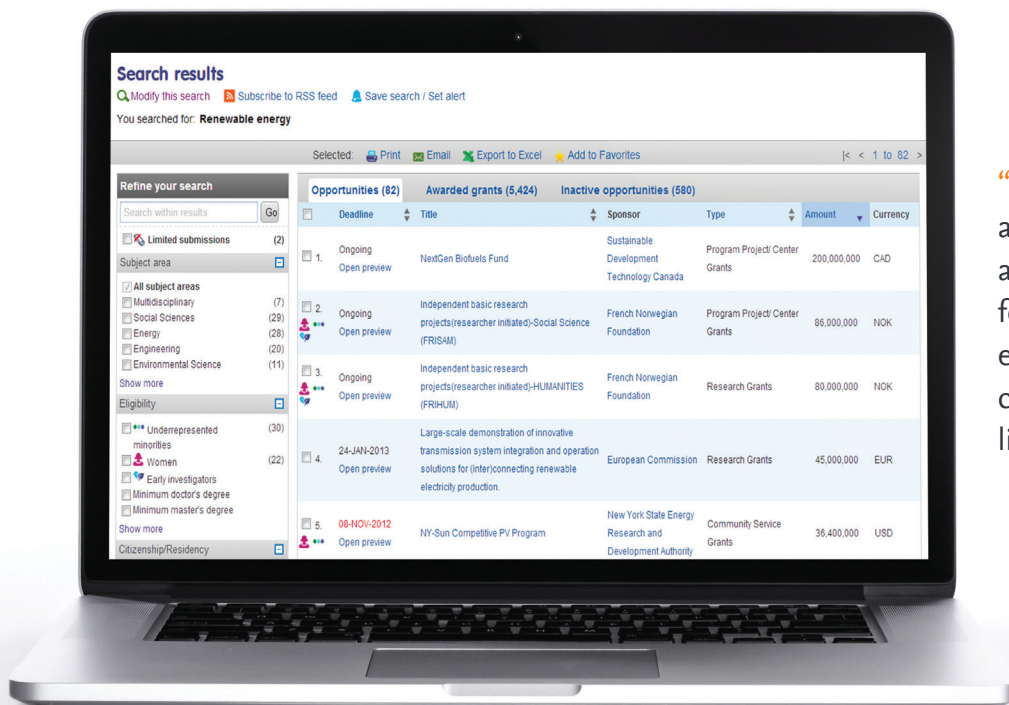 Search results
Modify this search Subscribe to RSS feed Save search / Set alert
You searched for: Renewable energy
Selected: Print Email Export to Excel Add to Favorites |< < 1 to 82 >
Refine your search
Search within results Go
Limited submissions (2)
Subject area
All subject areas
Multidisciplinary (7)
Social Sciences (29)
Energy (28)
Engineering (20)
Environmental Science (11)
Show more
Eligibility
Underrepresented (30)
minorities
Women (22)
Early investigators
Minimum doctor's degree
Minimum master's degree
Show more
Citizenship/Residency
Opportunities (82) Awarded grants (5,424) Inactive opportunities (580)
Deadline Title Sponsor Type Amount Currency
1. Ongoing
Open preview
NextGen Biofuels Fund
Sustainable
Development
Technology Canada
Program Project/ Center
Grants
200,000,000 CAD
2. Ongoing
Open preview
Independent basic research
projects(researcher initiated)-Social Science
(FRISAM)
French Norwegian
Foundation
Program Project/ Center
Grants
86,000,000 NOK
3. Ongoing
Open preview
Independent basic research
projects(researcher initiated)-HUMANITIES
(FRIHUM)
French Norwegian
Foundation
Research Grants
80,000,000 NOK
4. 24-JAN-2013
Open preview
Large-scale demonstration of innovative
transmission system integration and operation
solutions for (inter)connecting renewable
electricity production.
European Commission
Research Grants
45,000,000 EUR
5. 08-NOV-2012
Open preview
NY-Sun Competitive PV Program
New York State Energy
Research and
Development Authority
Community Service
Grants
36,400,000 USD